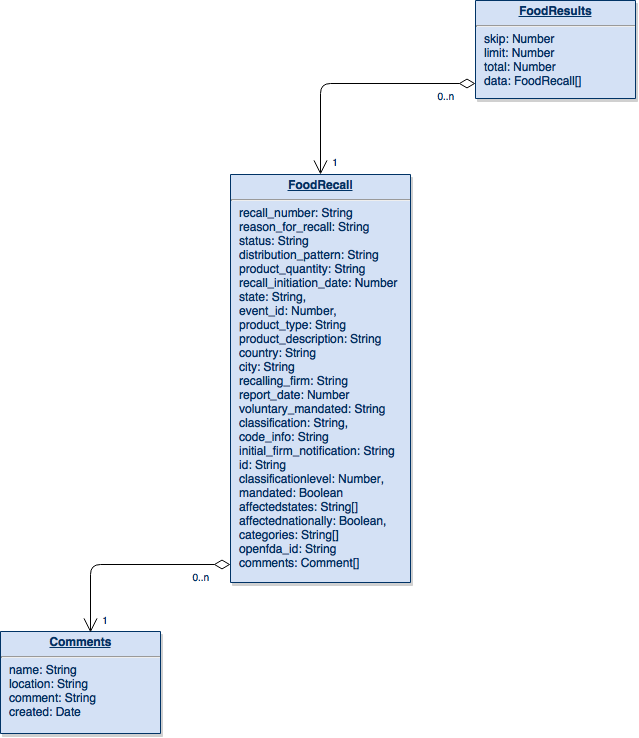 FoodResults
skip: Number
limit: Number
total: Number
data: FoodRecall[]
0..n
1
FoodRecall
recall_number: String
reason_for_recall: String
status: String
distribution_pattern: String
product_quantity: String
recall_initiation_date: Number
state: String,
event_id: Number,
product_type: String
product_description: String
country: String
city: String
recalling_firm: String
report_date: Number
voluntary_mandated: String
classification: String,
code_info: String
initial_firm_notification: String
id: String
classificationlevel: Number,
mandated: Boolean
affectedstates: String[]
affectednationally: Boolean,
categories: String[]
openfda_id: String
comments: Comment[]
0..n
1
Comments
name: String
location: String
comment: String
created: Date